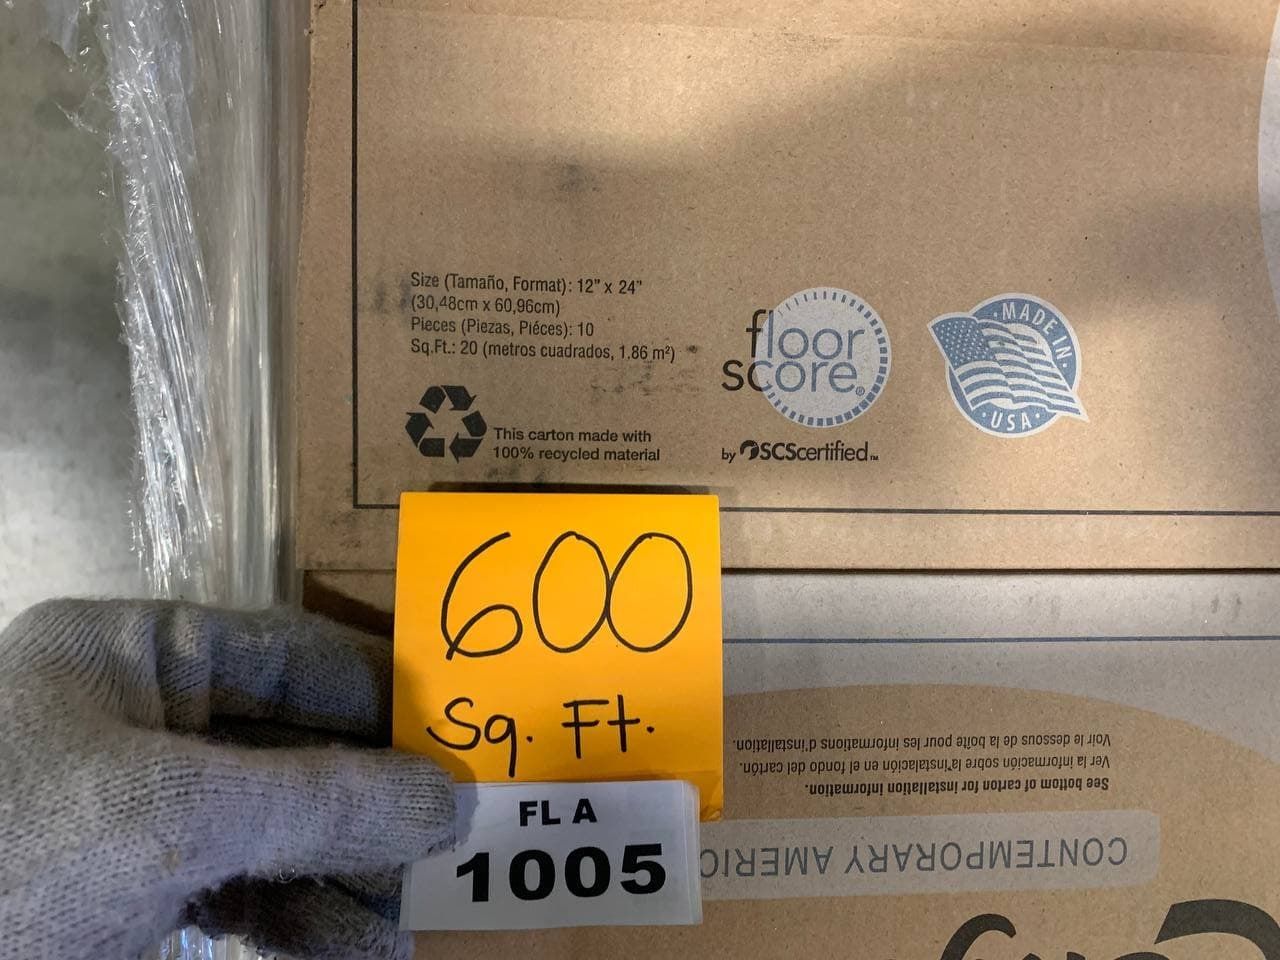 Size (Tamaño, Format): 12" x 24"
(30,48cm x 60,96cm)
Pieces (Piezas, Piéces): 10
Sq.Ft.: 20 (metros cuadrados, 1.86 m²)
This carton made with
100% recycled material
floor
score®
by SCScertified™
MADE IN
USA
600
Sq. Ft.
FL A
1005
CONTEMPORARY AMERIC
See bottom of carton for installation information.
Ver la información sobre la instalación en el fondo del cartón.
Voir le dessous de la boîte pour les informations d'installation.